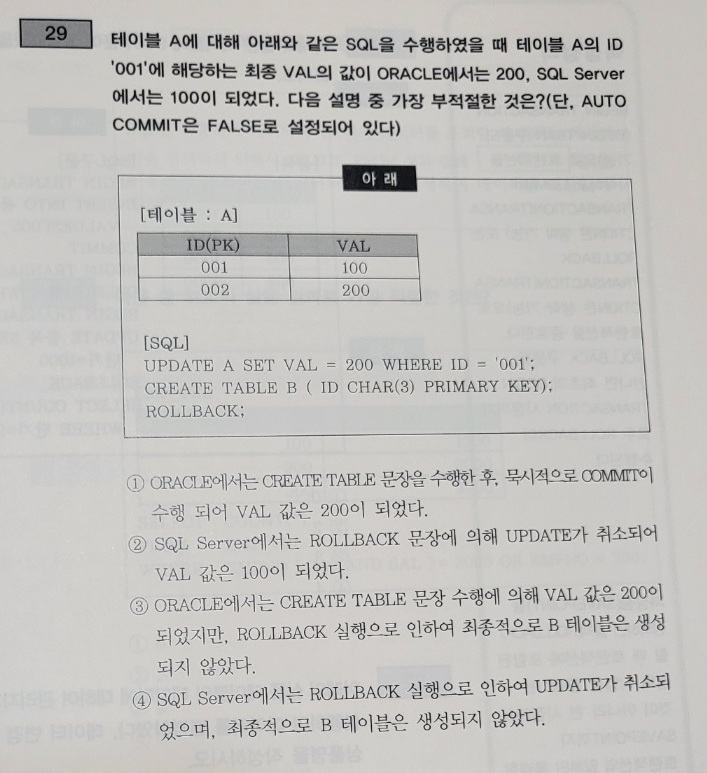 29
테이블 A에 대해 아래와 같은 SQL을 수행하였을 때 테이블 A의 ID
'001'에 해당하는 최종 VAL의 값이 ORACLE에서는 200, SQL Server
에서는 100이 되었다. 다음 설명 중 가장 부적절한 것은?(단, AUTO
COMMIT은 FALSE로 설정되어 있다)
아 래
[테이블 : A]
ID(PK) VAL
001 100
002 200
[SQL]
UPDATE A SET VAL = 200 WHERE ID = '001';
CREATE TABLE B ( ID CHAR(3) PRIMARY KEY);
ROLLBACK;
① ORACLE에서는 CREATE TABLE 문장을 수행한 후, 묵시적으로 COMMIT이
수행 되어 VAL 값은 200이 되었다.
② SQL Server에서는 ROLLBACK 문장에 의해 UPDATE가 취소되어
VAL 값은 100이 되었다.
③ ORACLE에서는 CREATE TABLE 문장 수행에 의해 VAL 값은 200이
되었지만, ROLLBACK 실행으로 인하여 최종적으로 B 테이블은 생성
되지 않았다.
④ SQL Server에서는 ROLLBACK 실행으로 인하여 UPDATE가 취소되
었으며, 최종적으로 B 테이블은 생성되지 않았다.